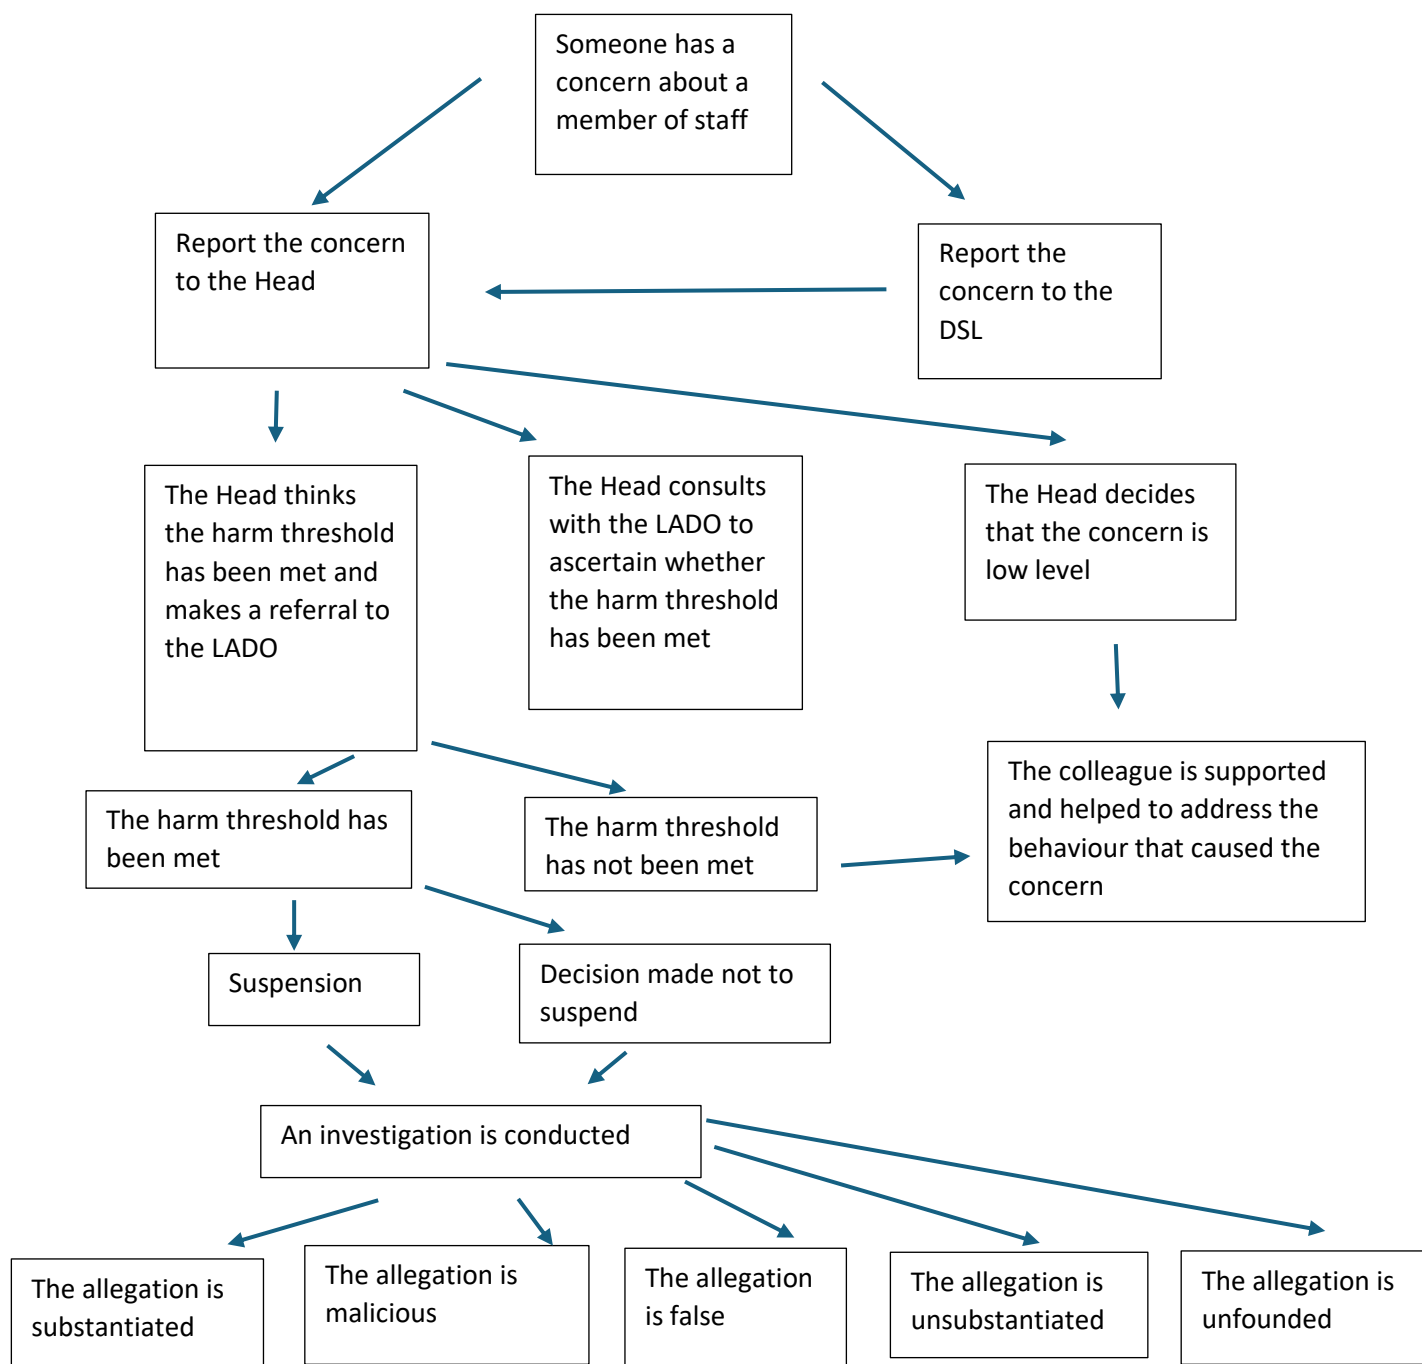 Someone has a
concern about a
member of staff
Report the concern
to the Head
Report the
concern to the
DSL
The Head thinks
the harm threshold
has been met and
makes a referral to
the LADO
The Head consults
with the LADO to
ascertain whether
the harm threshold
has been met
The Head decides
that the concern is
low level
The harm threshold has
been met
The harm threshold
has not been met
The colleague is supported
and helped to address the
behaviour that caused the
concern
Suspension
Decision made not to
suspend
An investigation is conducted
The allegation is
substantiated
The allegation is
malicious
The allegation
is false
The allegation is
unsubstantiated
The allegation is
unfounded